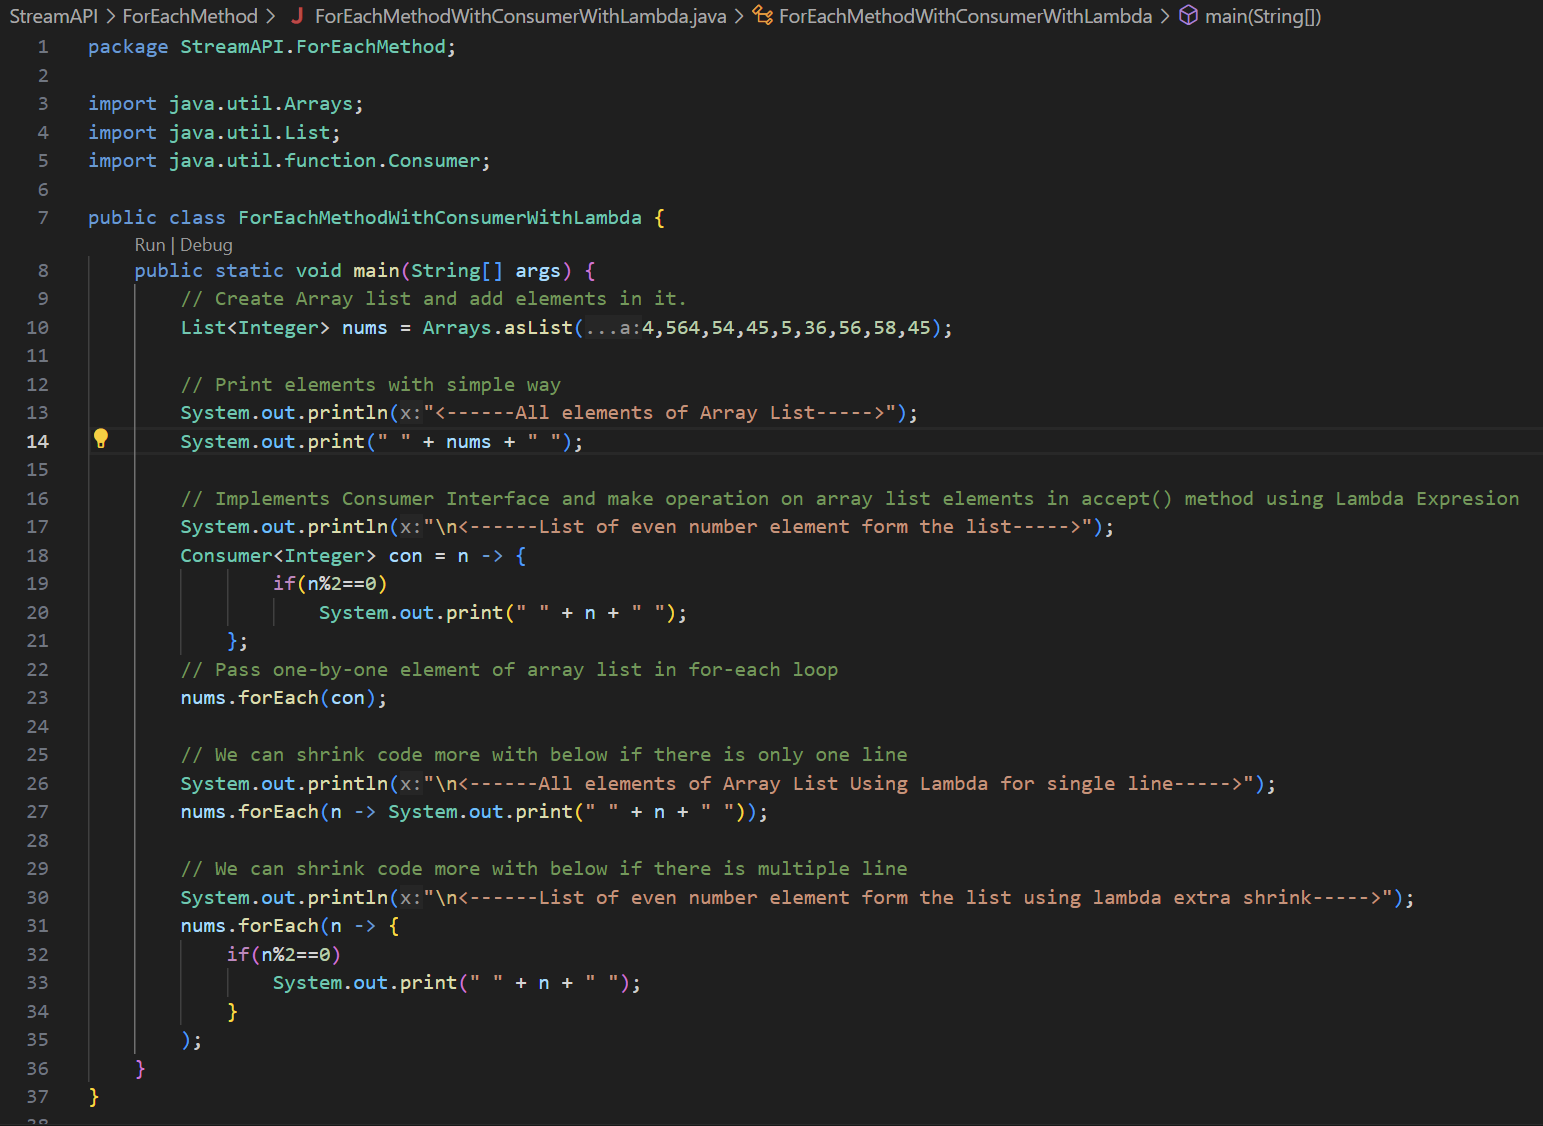 StreamAPI > ForEachMethod > J ForEachMethodWithConsumerWithLambda.java > ForEachMethodWithConsumerWithLambda > main(String[])
1 package StreamAPI.ForEachMethod;
2
3 import java.util.Arrays;
4 import java.util.List;
5 import java.util.function.Consumer;
6
7 public class ForEachMethodWithConsumerWithLambda {
Run | Debug
8 public static void main(String[] args) {
9 // Create Array list and add elements in it.
10 List<Integer> nums = Arrays.asList(...a:4,564,54,45,5,36,56,58,45);
11
12 // Print elements with simple way
13 System.out.println(x:"<------All elements of Array List----->");
14 System.out.print(" " + nums + " ");
15
16 // Implements Consumer Interface and make operation on array list elements in accept() method using Lambda Expresion
17 System.out.println(x:"\n<------List of even number element form the list----->");
18 Consumer<Integer> con = n -> {
19 if(n%2==0)
20 System.out.print(" " + n + " ");
21 };
22 // Pass one-by-one element of array list in for-each loop
23 nums.forEach(con);
24
25 // We can shrink code more with below if there is only one line
26 System.out.println(x:"\n<------All elements of Array List Using Lambda for single line----->");
27 nums.forEach(n -> System.out.print(" " + n + " "));
28
29 // We can shrink code more with below if there is multiple line
30 System.out.println(x:"\n<------List of even number element form the list using lambda extra shrink----->");
31 nums.forEach(n -> {
32 if(n%2==0)
33 System.out.print(" " + n + " ");
34 }
35 );
36 }
37 }
38